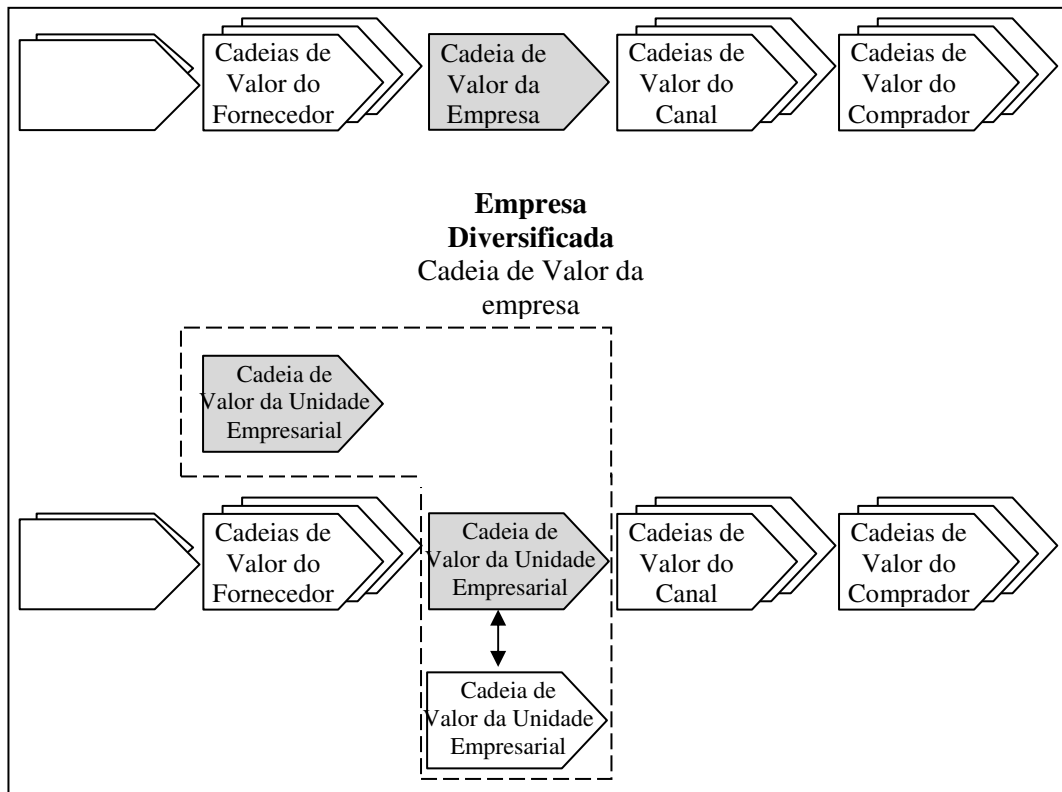 Cadeias de
Valor do
Fornecedor
Cadeia de
Valor da
Empresa
Cadeias de
Valor do
Canal
Cadeias de
Valor do
Comprador
Empresa
Diversificada
Cadeia de Valor da
empresa
Cadeia de
Valor da Unidade
Empresarial
Cadeias de
Valor do
Fornecedor
Cadeia de
Valor da Unidade
Empresarial
Cadeias de
Valor do
Canal
Cadeias de
Valor do
Comprador
Cadeia de
Valor da Unidade
Empresarial